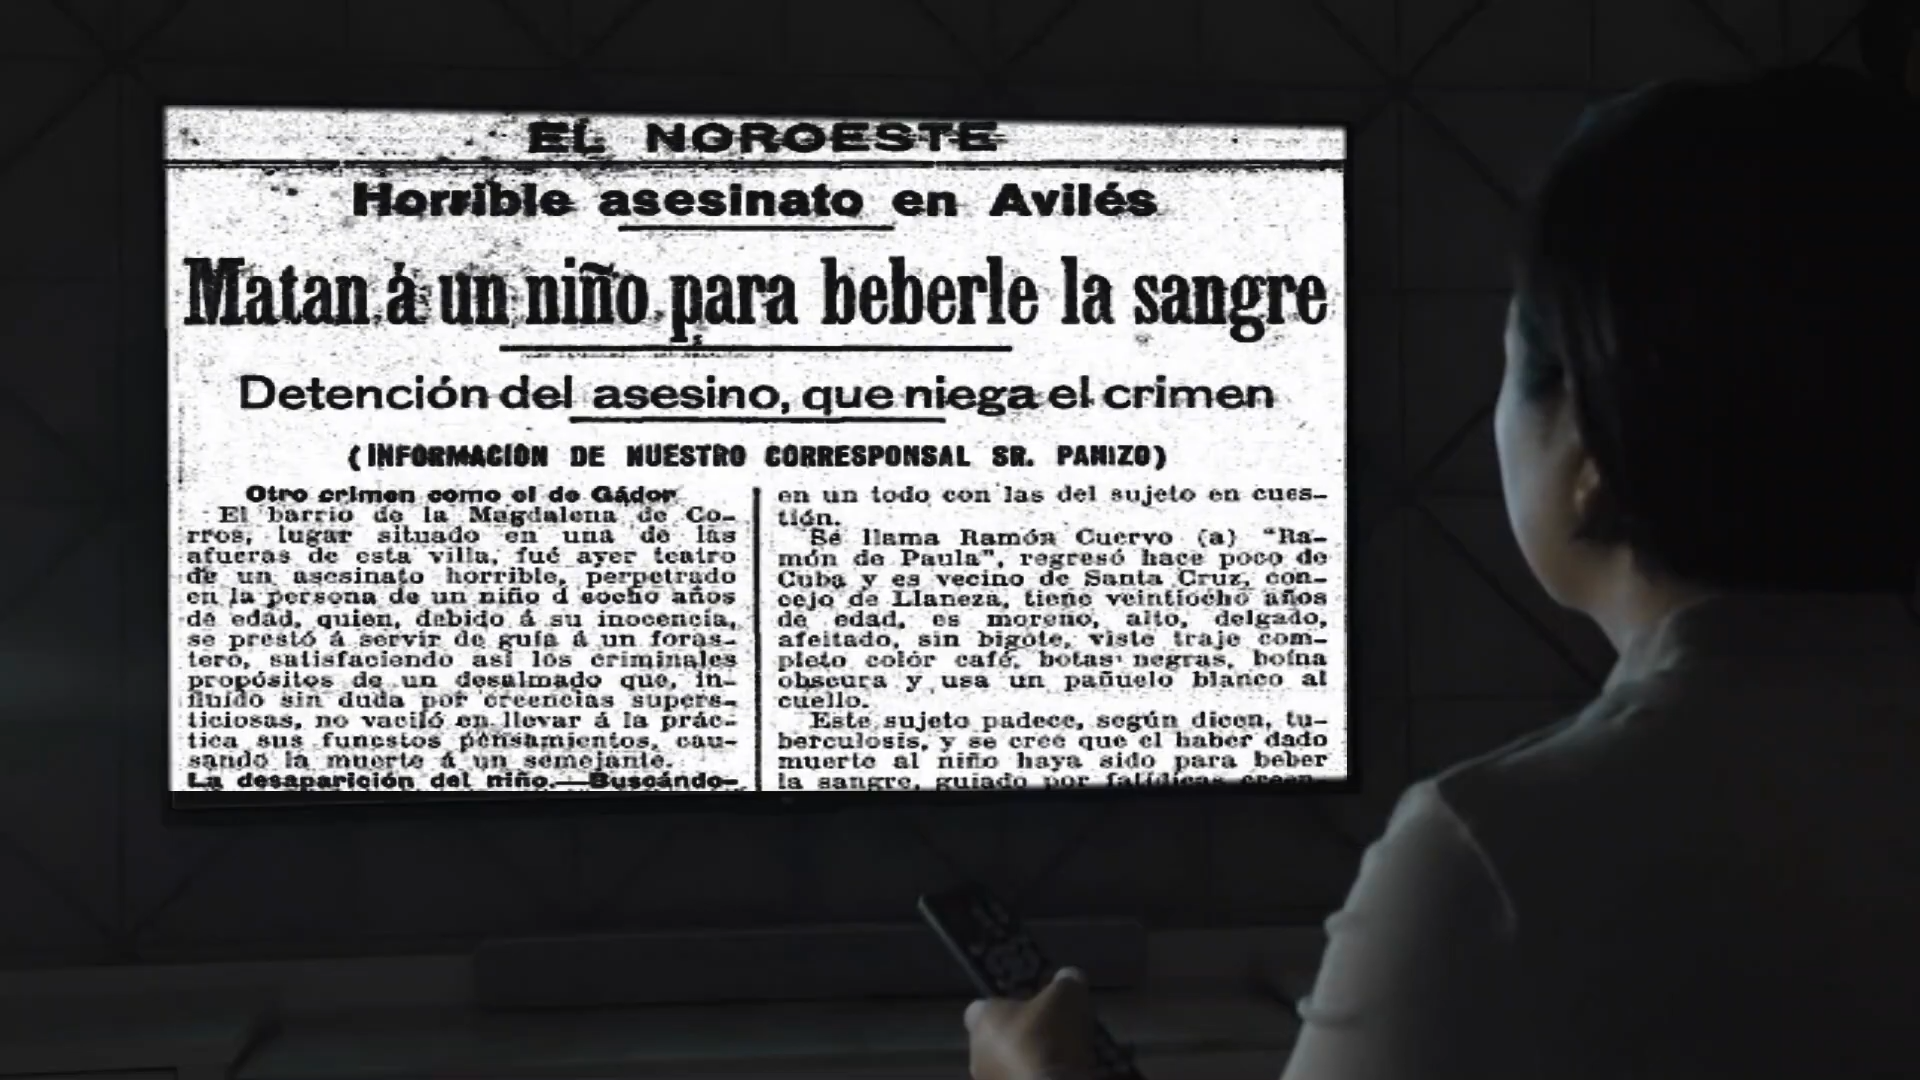 EL NOROESTE
Horrible asesinato en Avilés
Matan á un niño para beberle la sangre
Detención del asesino, que niega el crimen
(INFORMACIÓN DE NUESTRO CORRESPONSAL SR. PANIZO)
Otro crimen como el de Gádor
El barrio de la Magdalena de Co-
rros, lugar situado en una de las
afueras de esta villa, fué ayer teatro
de un asesinato horrible, perpetrado
en la persona de un niño d eocho años
de edad, quien, debido á su inocencia,
se prestó á servir de guía á un foras-
tero, satisfaciendo así los criminales
propósitos de un desalmado que, in-
fluído sin duda por creencias supers-
ticiosas, no vaciló en llevar á la prác-
tica sus funestos pensamientos, cau-
sando la muerte á un semejante.
La desaparición del niño.—Buscándo-
en un todo con las del sujeto en cues-
tión.
Se llama Ramón Cuervo (a) "Ra-
món de Paula", regresó hace poco de
Cuba y es vecino de Santa Cruz, con-
cejo de Llaneza, tiene veintiocho años
de edad, es moreno, alto, delgado,
afeitado, sin bigote, viste traje com-
pleto colór café, botas negras, boina
obscura y usa un pañuelo blanco al
cuello.
Este sujeto padece, según dicen, tu-
berculosis, y se cree que el haber dado
muerte al niño haya sido para beber
la sangre, guiado por fatídicas creen-